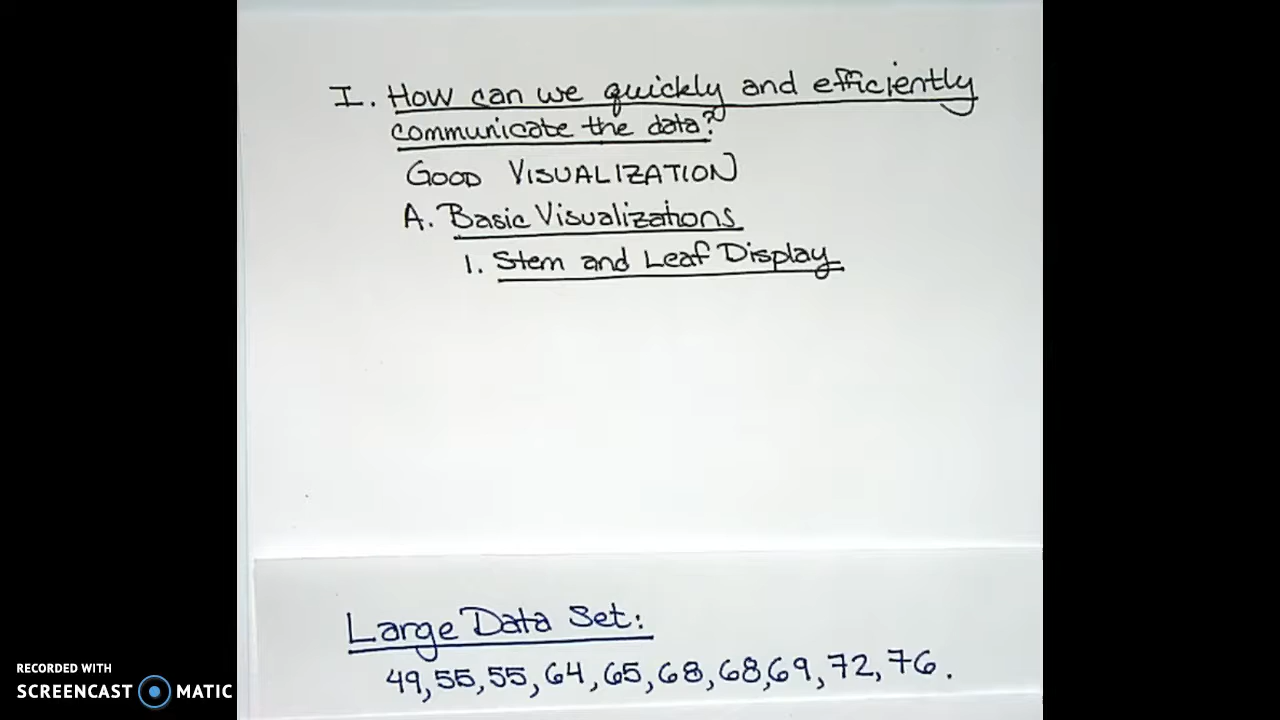 I. How can we quickly and efficiently
communicate the data?
GOOD VISUALIZATION
A. Basic Visualizations
1. Stem and Leaf Display
Large Data Set:
49, 55, 55, 64, 65, 68, 68, 69, 72, 76.
RECORDED WITH
SCREENCAST MATIC